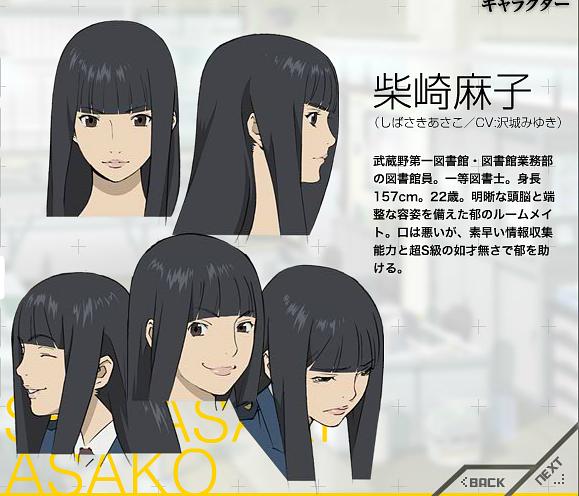 キャラクター
柴崎麻子
（しばさきあさこ／CV:沢城みゆき）
武蔵野第一図書館・図書館業務部
の図書館員。一等図書士。身長
157cm。22歳。明晰な頭脳と端
整な容姿を備えた郁のルームメイ
ト。口は悪いが、素早い情報収集
能力と超S級の如才無さで郁を助
ける。
ASAKO
BACK
NEXT